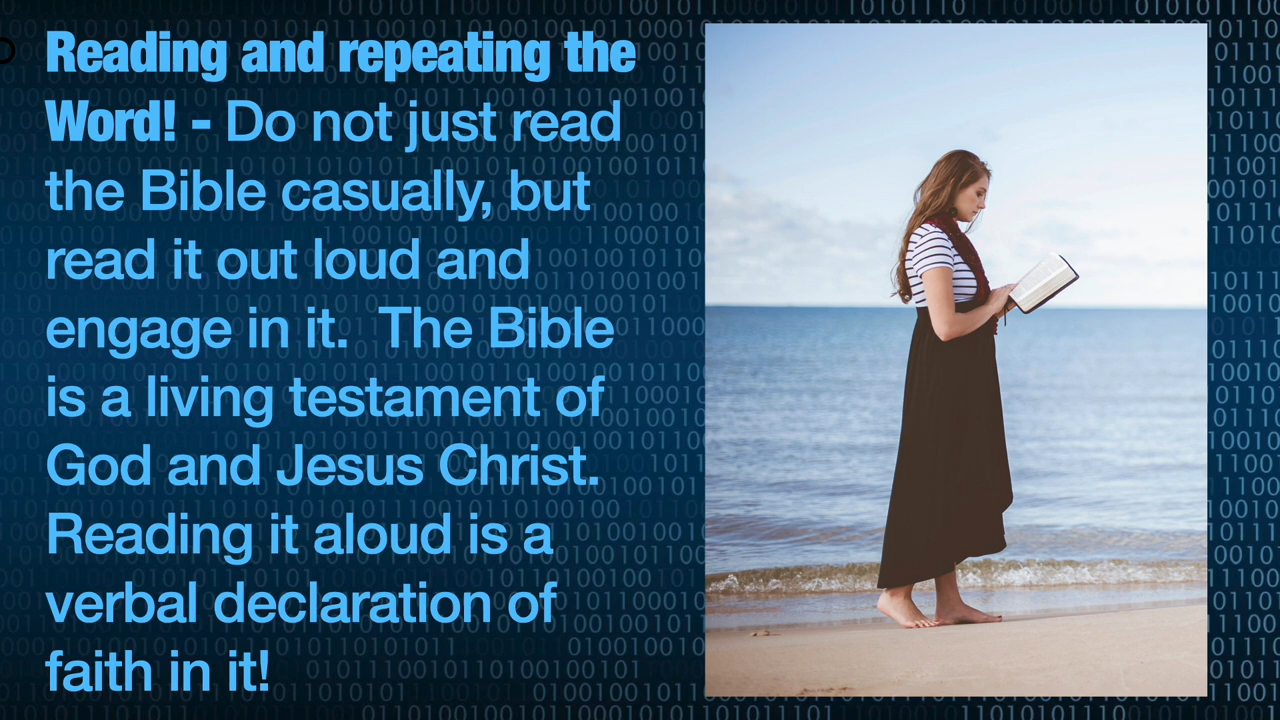 Reading and repeating the
Word! - Do not just read
the Bible casually, but
read it out loud and
engage in it.  The Bible
is a living testament of
God and Jesus Christ.
Reading it aloud is a
verbal declaration of
faith in it!